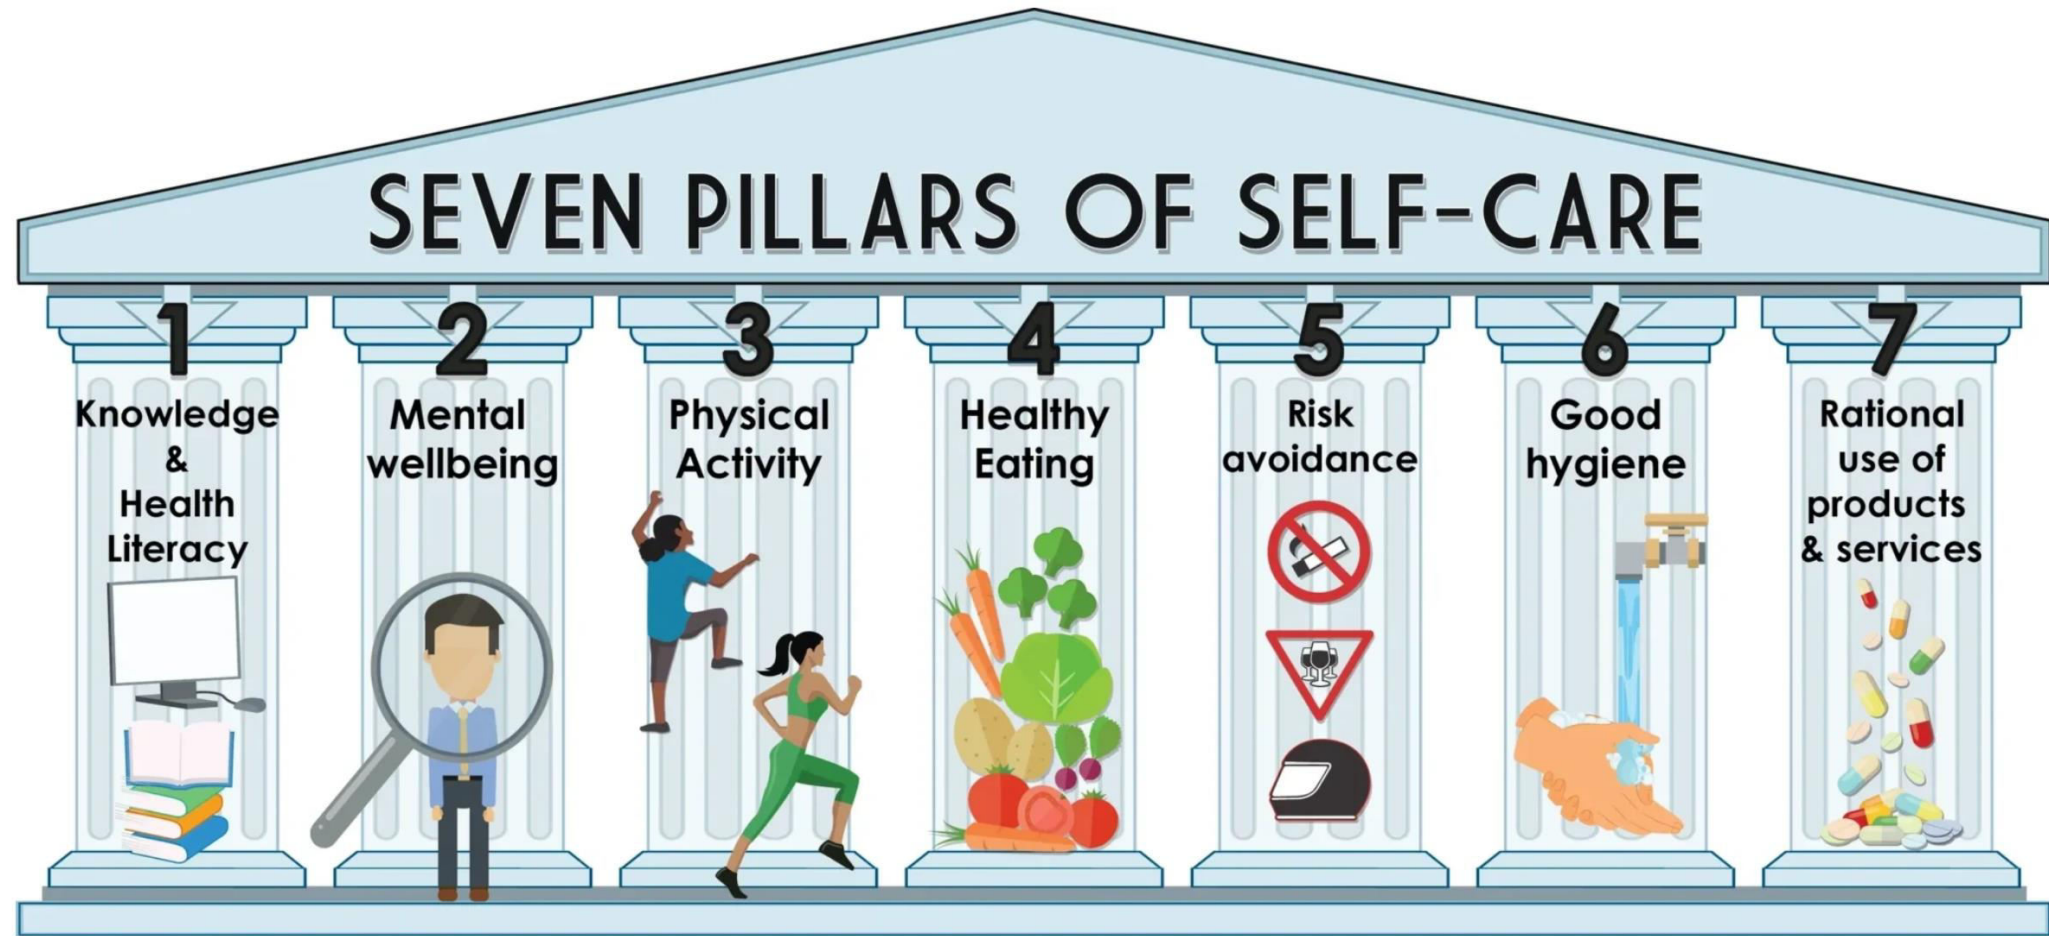 SEVEN PILLARS OF SELF-CARE
1
Knowledge
&
Health
Literacy
2
Mental
wellbeing
3
Physical
Activity
4
Healthy
Eating
5
Risk
avoidance
6
Good
hygiene
7
Rational
use of
products
& services